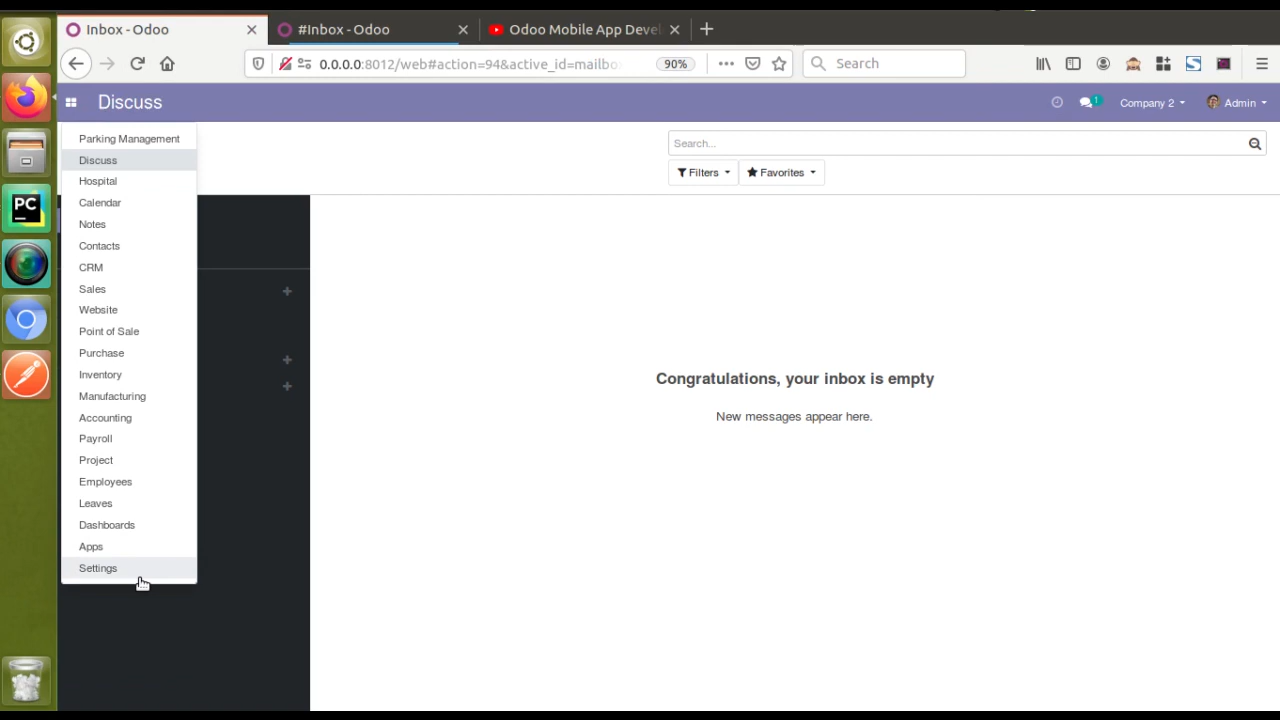 Inbox - Odoo
#Inbox - Odoo
Odoo Mobile App Devel
0.0.0.0:8012/web#action=94&active_id=mailbo
90%
Search
Discuss
1
Company 2
Admin
Parking Management
Discuss
Hospital
Calendar
Notes
Contacts
CRM
Sales
Website
Point of Sale
Purchase
Inventory
Manufacturing
Accounting
Payroll
Project
Employees
Leaves
Dashboards
Apps
Settings
Search...
Filters
Favorites
Congratulations, your inbox is empty
New messages appear here.
PC